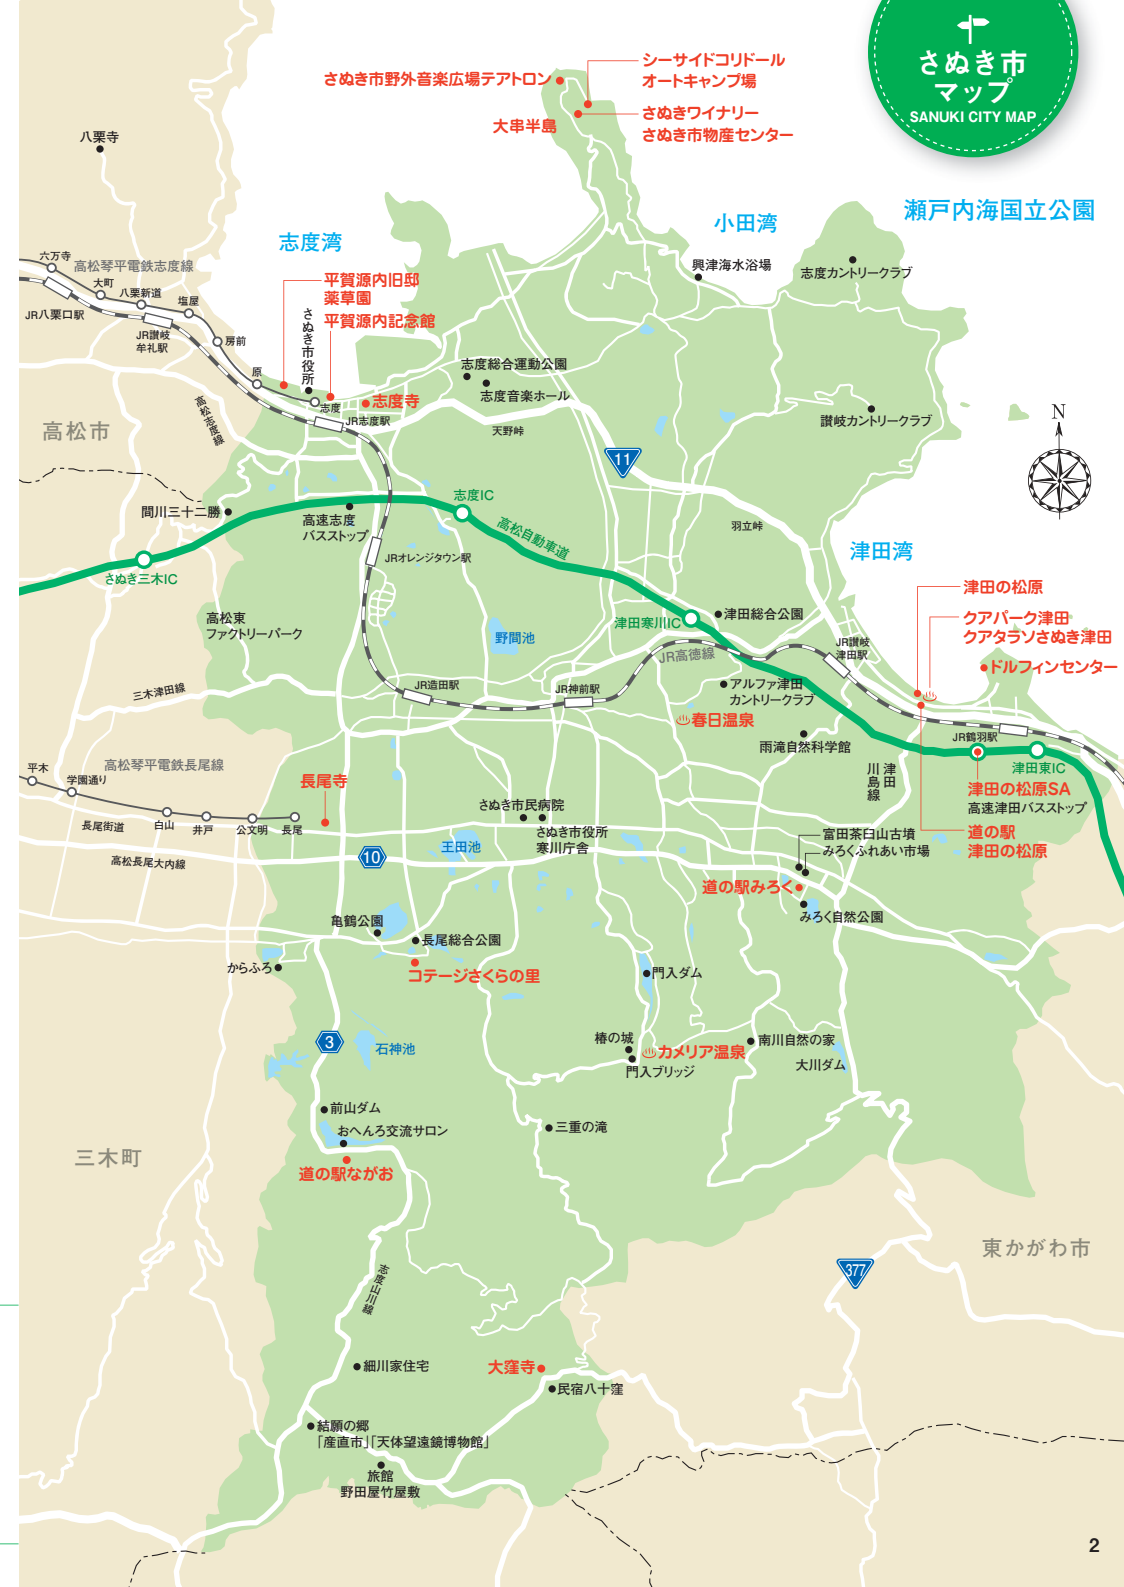 さぬき市
マップ
SANUKI CITY MAP
シーサイドコリドール
オートキャンプ場
さぬき市野外音楽広場テアトロン
さぬきワイナリー
さぬき市物産センター
大串半島
八栗寺
瀬戸内海国立公園
小田湾
志度湾
六万寺
高松琴平電鉄志度線
興津海水浴場
志度カントリークラブ
平賀源内旧邸
薬草園
大町
八栗新道
塩屋
JR八栗口駅
平賀源内記念館
さぬき市役所
JR讃岐
牟礼駅
房前
原
志度総合運動公園
志度音楽ホール
志度
志度寺
JR志度駅
高松志度線
天野峠
讃岐カントリークラブ
高松市
N
11
志度IC
間川三十二勝
高速志度
バスストップ
高松自動車道
羽立峠
津田湾
JRオレンジタウン駅
さぬき三木IC
津田の松原
高松東
ファクトリーパーク
津田総合公園
津田寒川IC
クアパーク津田
クアタラソさぬき津田
野間池
JR讃岐
津田駅
JR高徳線
ドルフィンセンター
三木津田線
JR造田駅
JR神前駅
アルファ津田
カントリークラブ
春日温泉
雨滝自然科学館
JR鶴羽駅
平木
学園通り
高松琴平電鉄長尾線
長尾寺
津田川島線
津田東IC
津田の松原SA
高速津田バスストップ
さぬき市民病院
長尾街道
白山
井戸
公文明
長尾
さぬき市役所
寒川庁舎
富田茶臼山古墳
みろくふれあい市場
道の駅
津田の松原
高松長尾大内線
10
王田池
道の駅みろく
みろく自然公園
亀鶴公園
長尾総合公園
からふろ
コテージさくらの里
門入ダム
3
石神池
椿の城
カメリア温泉
門入ブリッジ
南川自然の家
大川ダム
前山ダム
おへんろ交流サロン
三重の滝
三木町
道の駅ながお
東かがわ市
377
志度山川線
細川家住宅
大窪寺
民宿八十窪
結願の郷
「産直市」「天体望遠鏡博物館」
旅館
野田屋竹屋敷
2